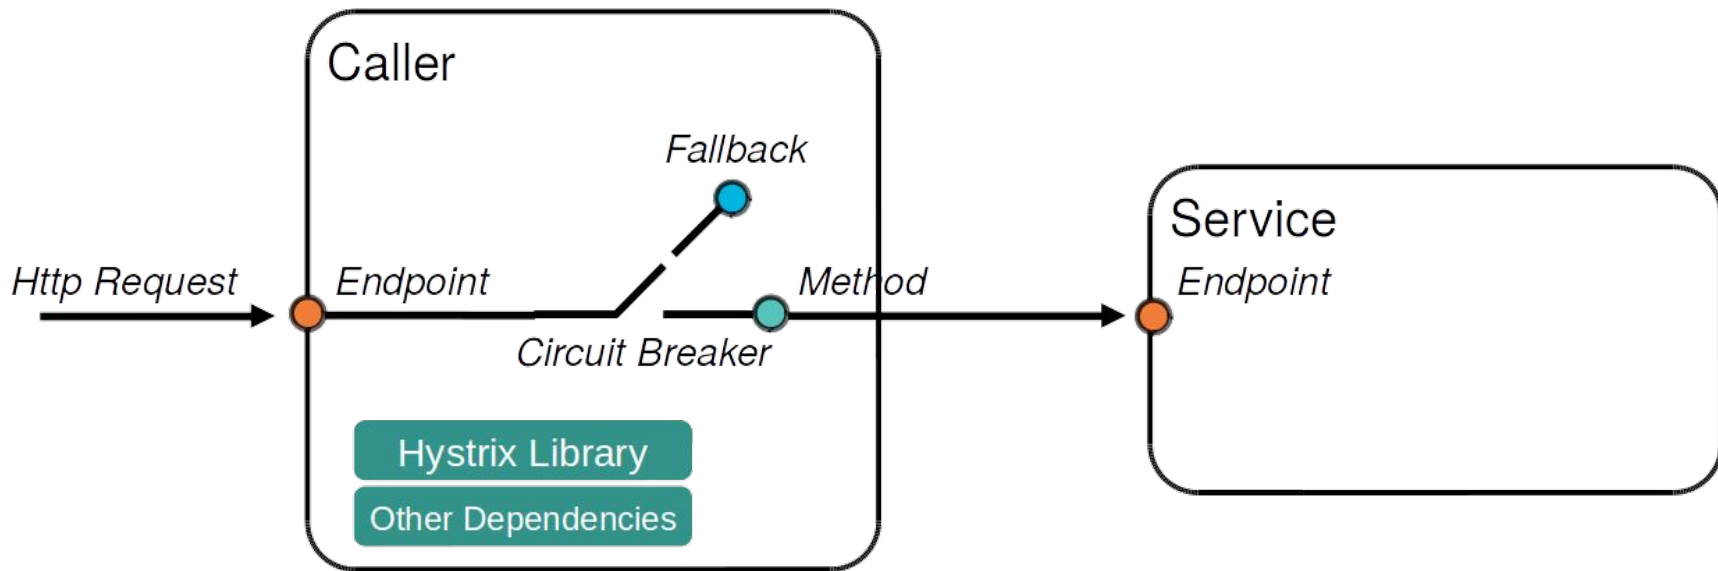 Caller
Fallback
Service
Http Request
Endpoint
Method
Endpoint
Circuit Breaker
Hystrix Library
Other Dependencies